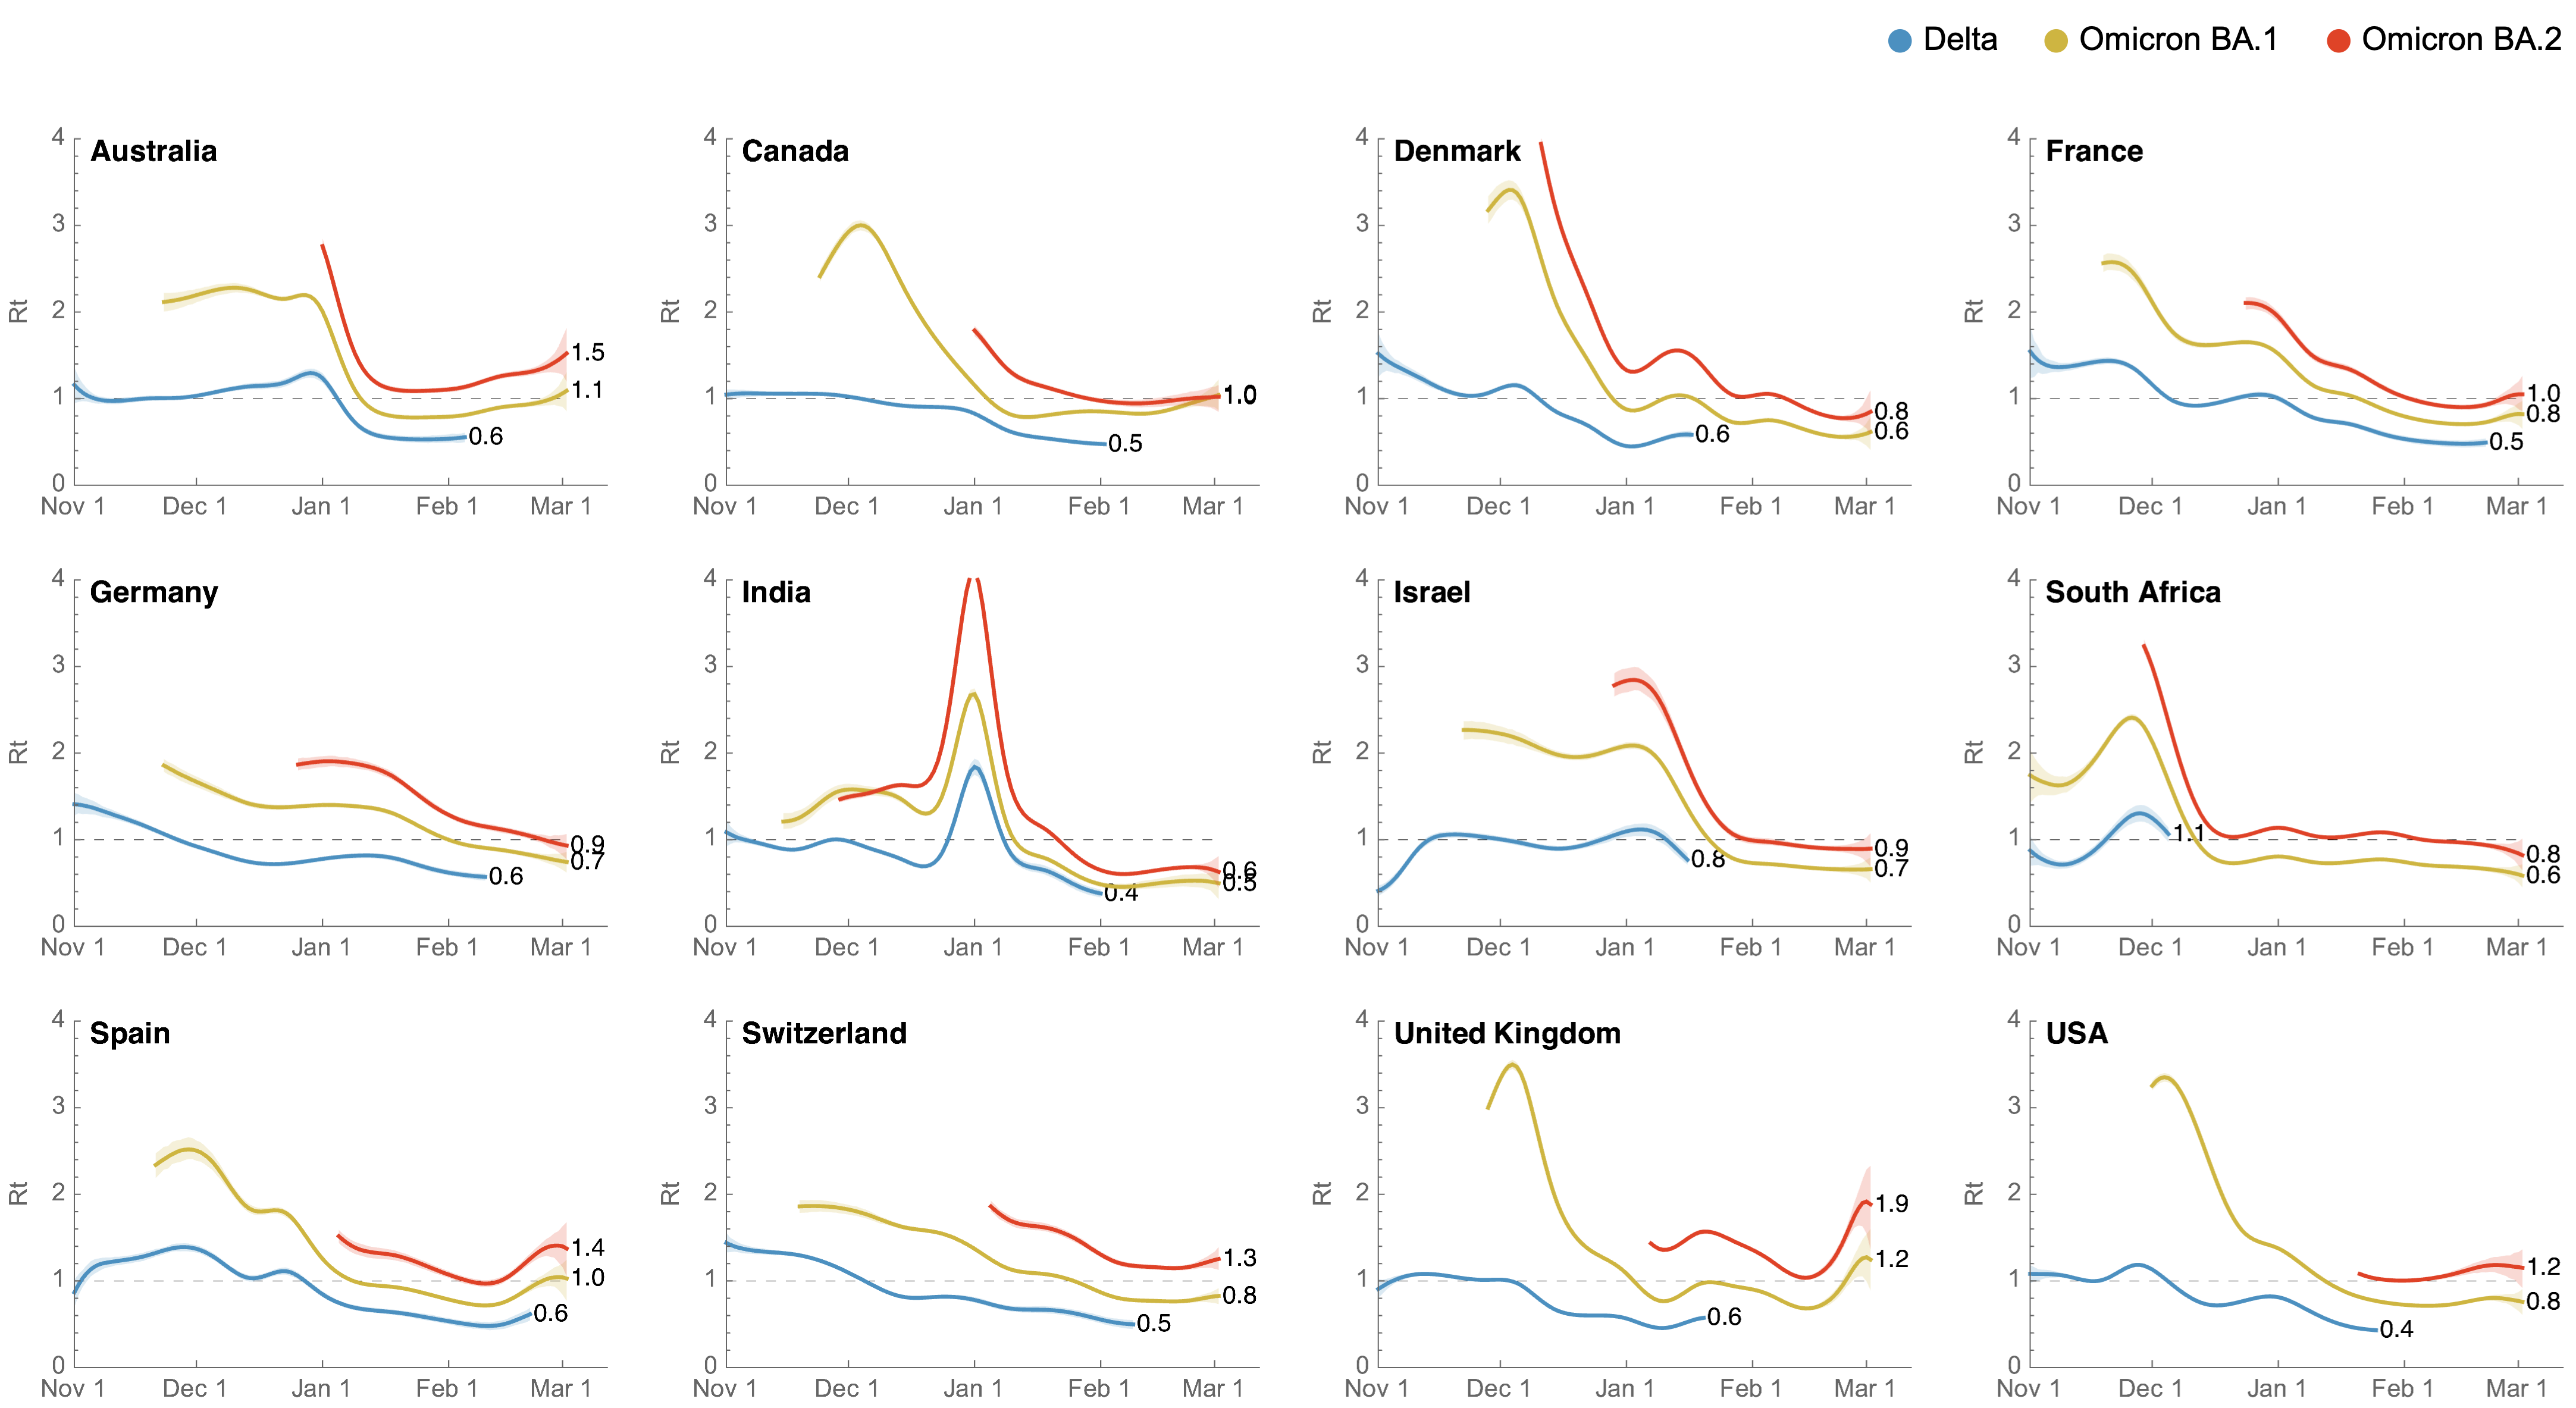 Delta Omicron BA.1 Omicron BA.2
Australia
Rt
4
3
2
1
0
1.5
1.1
0.6
Nov 1 Dec 1 Jan 1 Feb 1 Mar 1
Canada
Rt
4
3
2
1
0
1.0
0.5
Nov 1 Dec 1 Jan 1 Feb 1 Mar 1
Denmark
Rt
4
3
2
1
0
0.8
0.6
0.6
Nov 1 Dec 1 Jan 1 Feb 1 Mar 1
France
Rt
4
3
2
1
0
1.0
0.8
0.5
Nov 1 Dec 1 Jan 1 Feb 1 Mar 1
Germany
Rt
4
3
2
1
0
0.9
0.7
0.6
Nov 1 Dec 1 Jan 1 Feb 1 Mar 1
India
Rt
4
3
2
1
0
0.6
0.5
0.4
Nov 1 Dec 1 Jan 1 Feb 1 Mar 1
Israel
Rt
4
3
2
1
0
0.9
0.8
0.7
Nov 1 Dec 1 Jan 1 Feb 1 Mar 1
South Africa
Rt
4
3
2
1
0
1.1
0.8
0.6
Nov 1 Dec 1 Jan 1 Feb 1 Mar 1
Spain
Rt
4
3
2
1
0
1.4
1.0
0.6
Nov 1 Dec 1 Jan 1 Feb 1 Mar 1
Switzerland
Rt
4
3
2
1
0
1.3
0.8
0.5
Nov 1 Dec 1 Jan 1 Feb 1 Mar 1
United Kingdom
Rt
4
3
2
1
0
1.9
1.2
0.6
Nov 1 Dec 1 Jan 1 Feb 1 Mar 1
USA
Rt
4
3
2
1
0
1.2
0.8
0.4
Nov 1 Dec 1 Jan 1 Feb 1 Mar 1